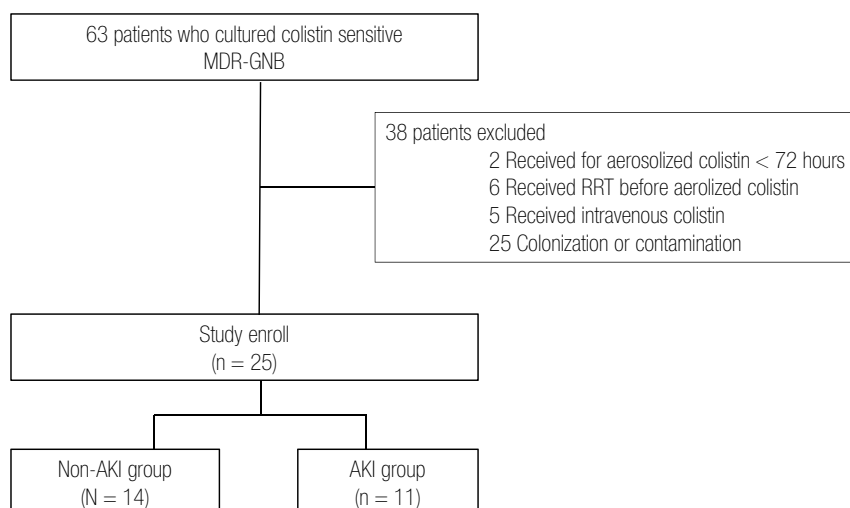 63 patients who cultured colistin sensitive
MDR-GNB
38 patients excluded
2 Received for aerosolized colistin < 72 hours
6 Received RRT before aerolized colistin
5 Received intravenous colistin
25 Colonization or contamination
Study enroll
(n = 25)
Non-AKI group
(N = 14)
AKI group
(n = 11)